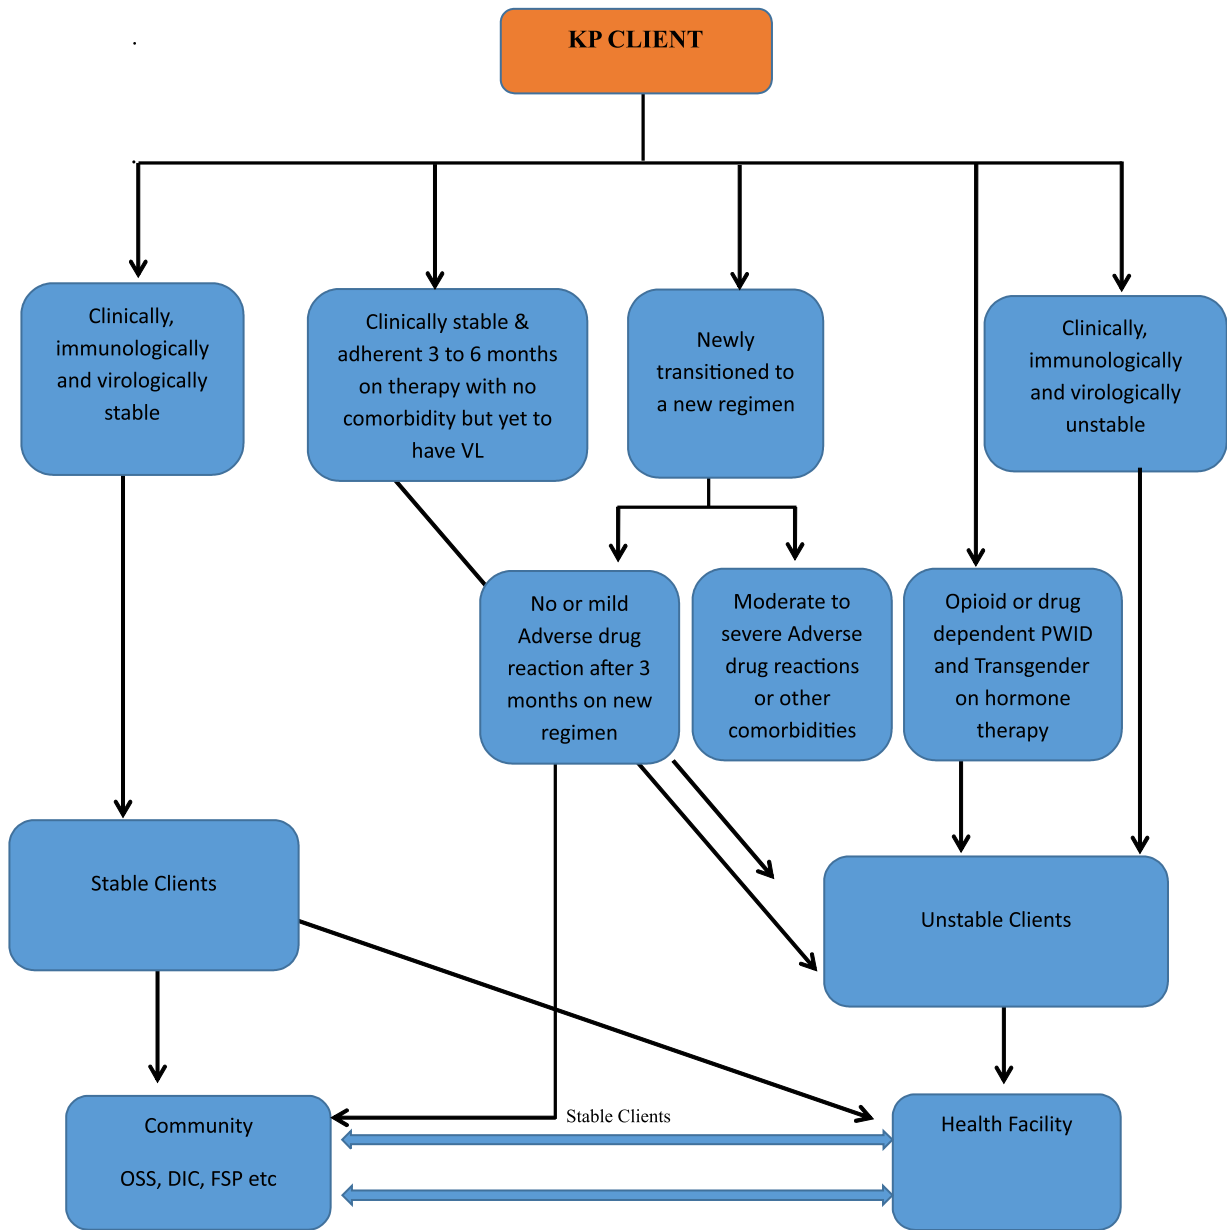 KP CLIENT
Clinically,
immunologically
and virologically
stable
Clinically stable &
adherent 3 to 6 months
on therapy with no
comorbidity but yet to
have VL
Newly
transitioned to
a new regimen
Clinically,
immunologically
and virologically
unstable
No or mild
Adverse drug
reaction after 3
months on new
regimen
Moderate to
severe Adverse
drug reactions
or other
comorbidities
Opioid or drug
dependent PWID
and Transgender
on hormone
therapy
Stable Clients
Unstable Clients
Community
OSS, DIC, FSP etc
Stable Clients
Health Facility